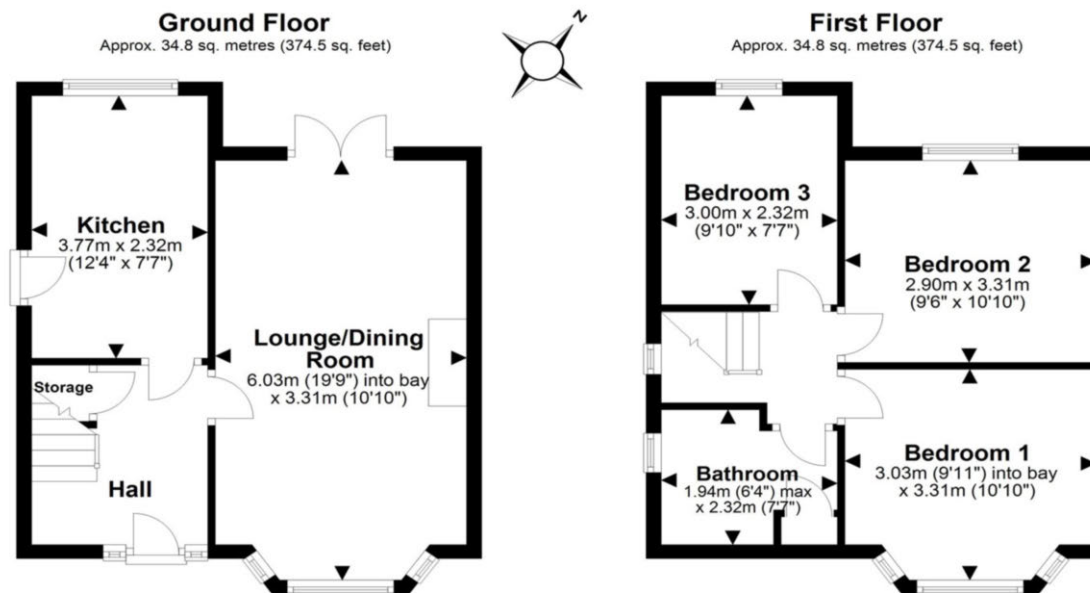 Ground Floor
Approx. 34.8 sq. metres (374.5 sq. feet)
N
Kitchen
3.77m x 2.32m
(12'4" x 7'7")
Lounge/Dining
Room
6.03m (19'9") into bay
x 3.31m (10'10")
Storage
Hall
First Floor
Approx. 34.8 sq. metres (374.5 sq. feet)
Bedroom 3
3.00m x 2.32m
(9'10" x 7'7")
Bedroom 2
2.90m x 3.31m
(9'6" x 10'10")
Bathroom
1.94m (6'4") max
x 2.32m (7'7")
Bedroom 1
3.03m (9'11") into bay
x 3.31m (10'10")